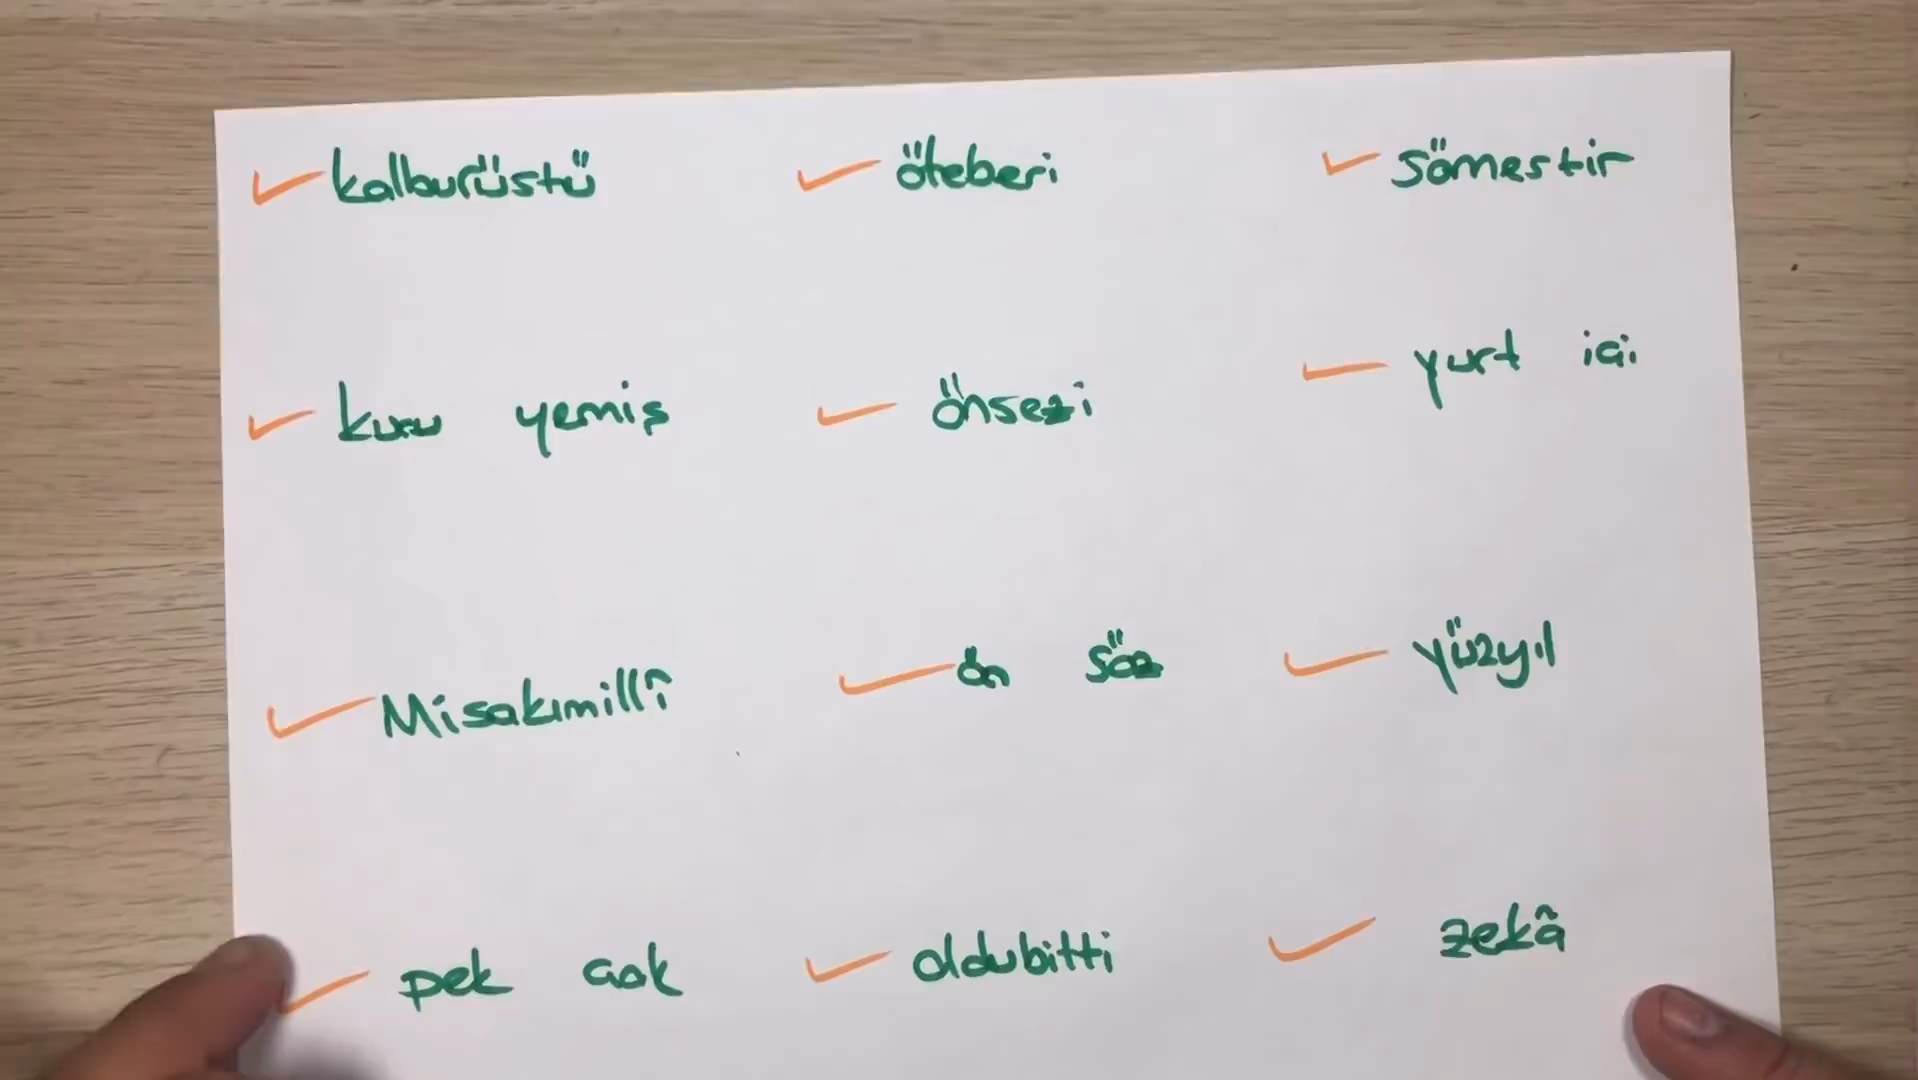 kalburüstü öteberi sömestir
kuru yemiş önsezi yurt içi
Misakımillî ön söz yüzyıl
pek çok oldubitti zekâ